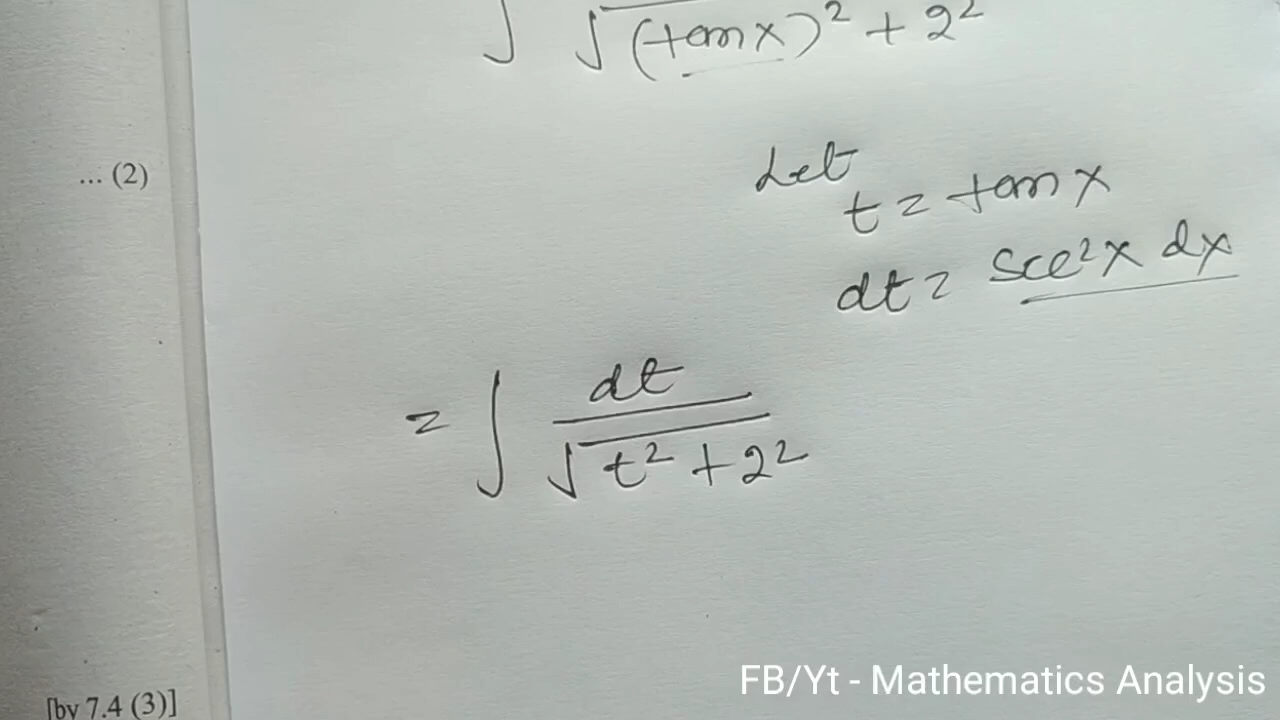 ∫ √(tanx)² + 2²
... (2)
Let
t = tan x
dt = sec²x dx
= ∫ dt
√t² + 2²
FB/Yt - Mathematics Analysis
[by 7.4 (3)]